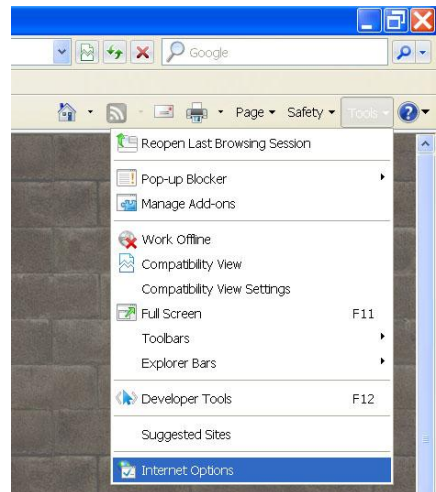 Google
Page Safety Tools
Reopen Last Browsing Session
Pop-up Blocker
Manage Add-ons
Work Offline
Compatibility View
Compatibility View Settings
Full Screen F11
Toolbars
Explorer Bars
Developer Tools F12
Suggested Sites
Internet Options